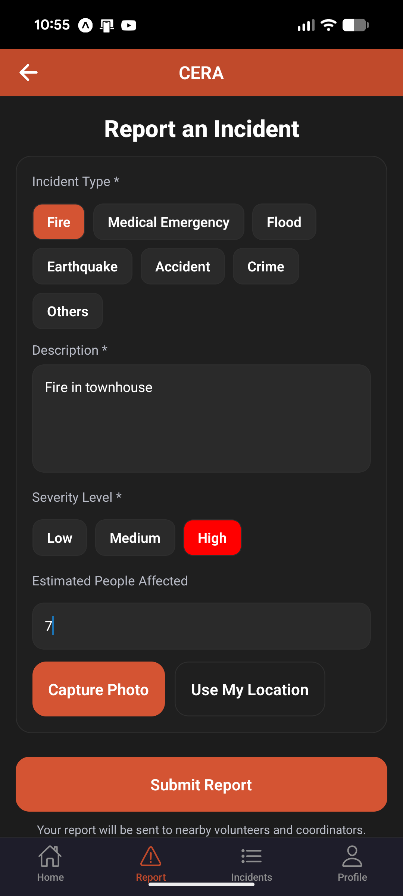 10:55
CERA
Report an Incident
Incident Type *
Fire Medical Emergency Flood
Earthquake Accident Crime
Others
Description *
Fire in townhouse
Severity Level *
Low Medium High
Estimated People Affected
7
Capture Photo Use My Location
Submit Report
Your report will be sent to nearby volunteers and coordinators.
Home Report Incidents Profile